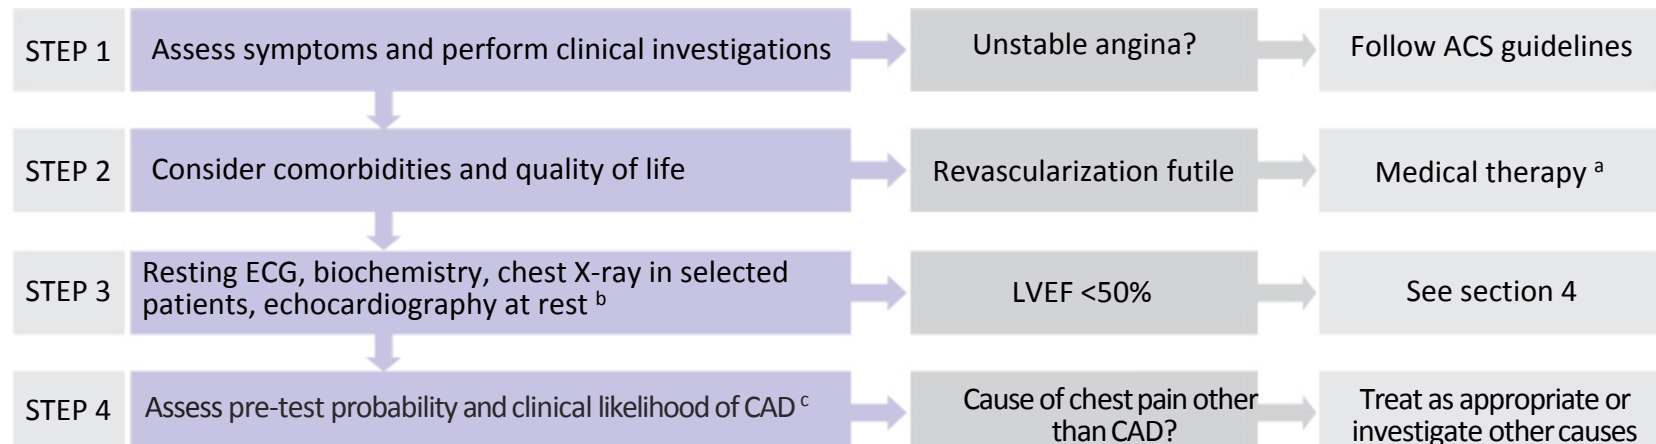 STEP 1
Assess symptoms and perform clinical investigations
Unstable angina?
Follow ACS guidelines
STEP 2
Consider comorbidities and quality of life
Revascularization futile
Medical therapy a
STEP 3
Resting ECG, biochemistry, chest X-ray in selected
patients, echocardiography at rest b
LVEF <50%
See section 4
STEP 4
Assess pre-test probability and clinical likelihood of CAD c
Cause of chest pain other
than CAD?
Treat as appropriate or
investigate other causes